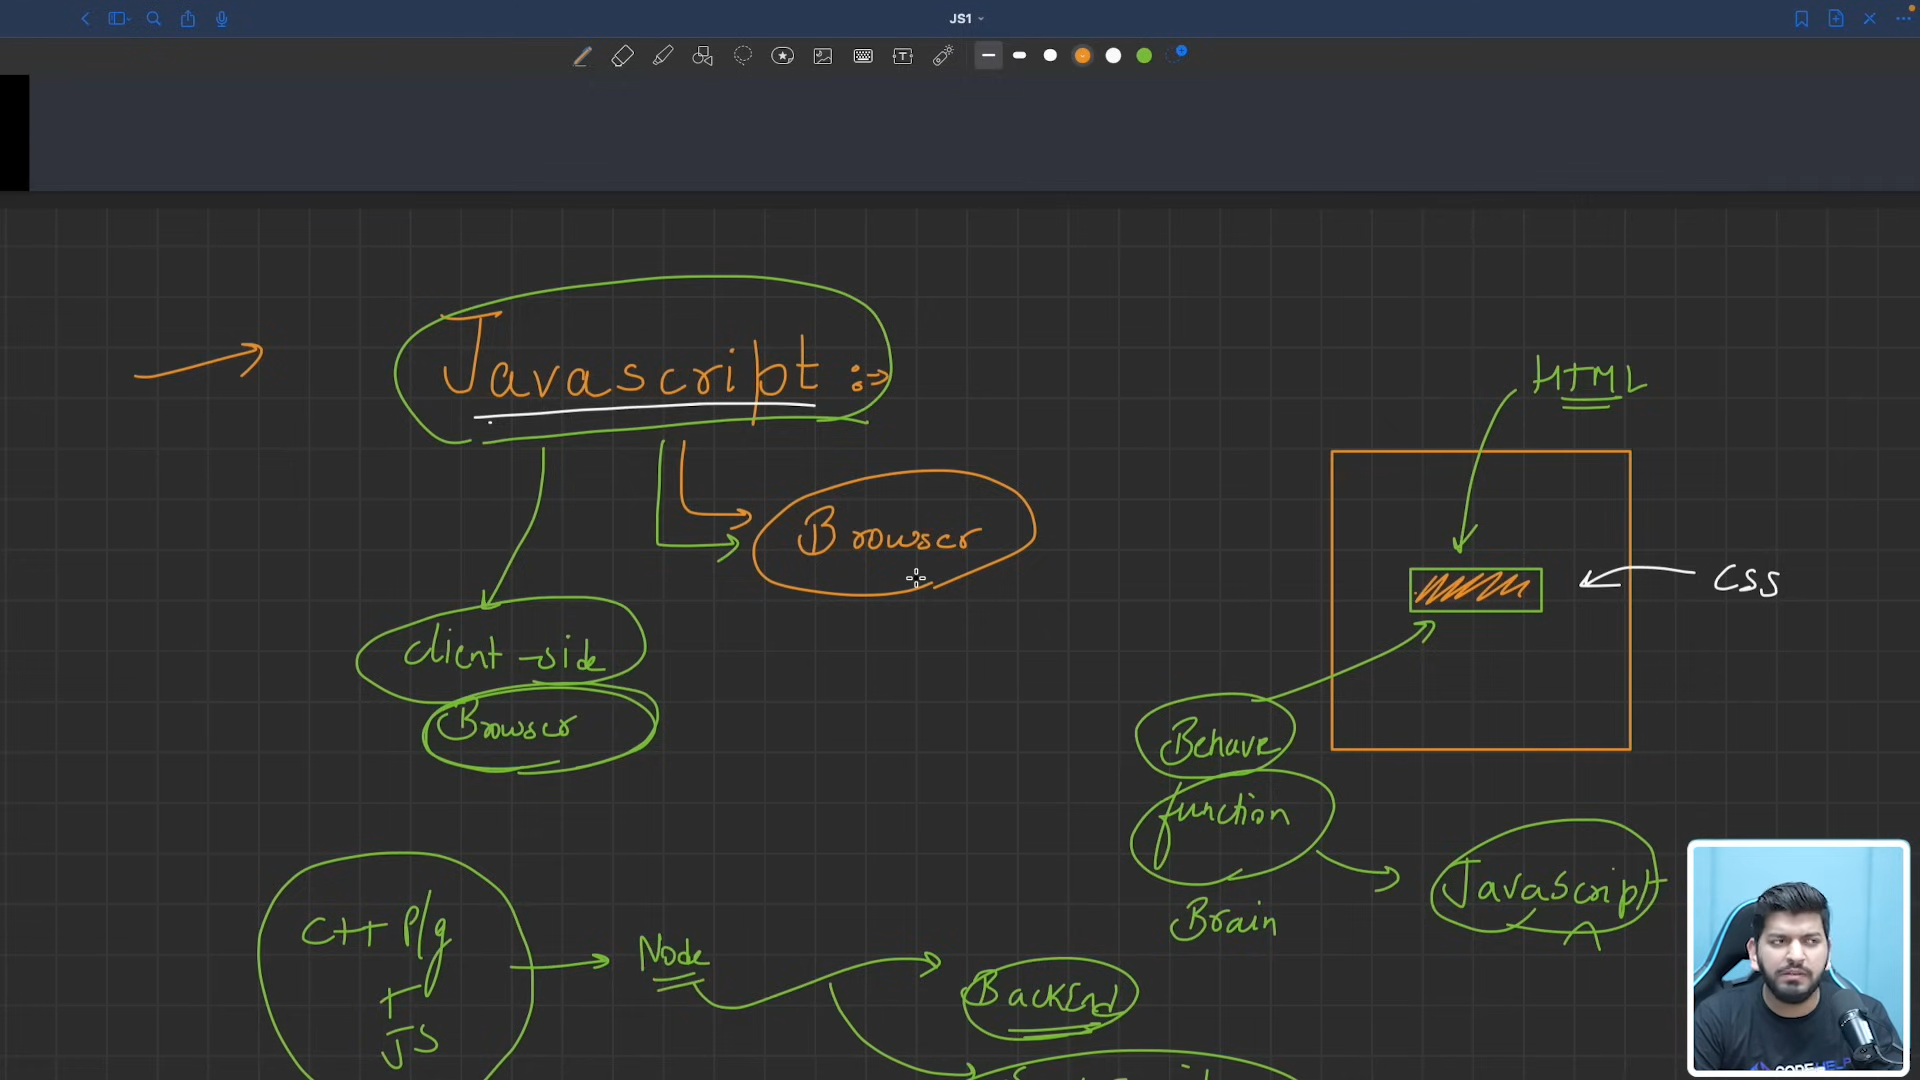 JS1
Javascript :→
HTML
Browser
CSS
client-side
Browser
Behave
function
Javascript
Brain
C++ P/g
+
JS
Node
BackEnd